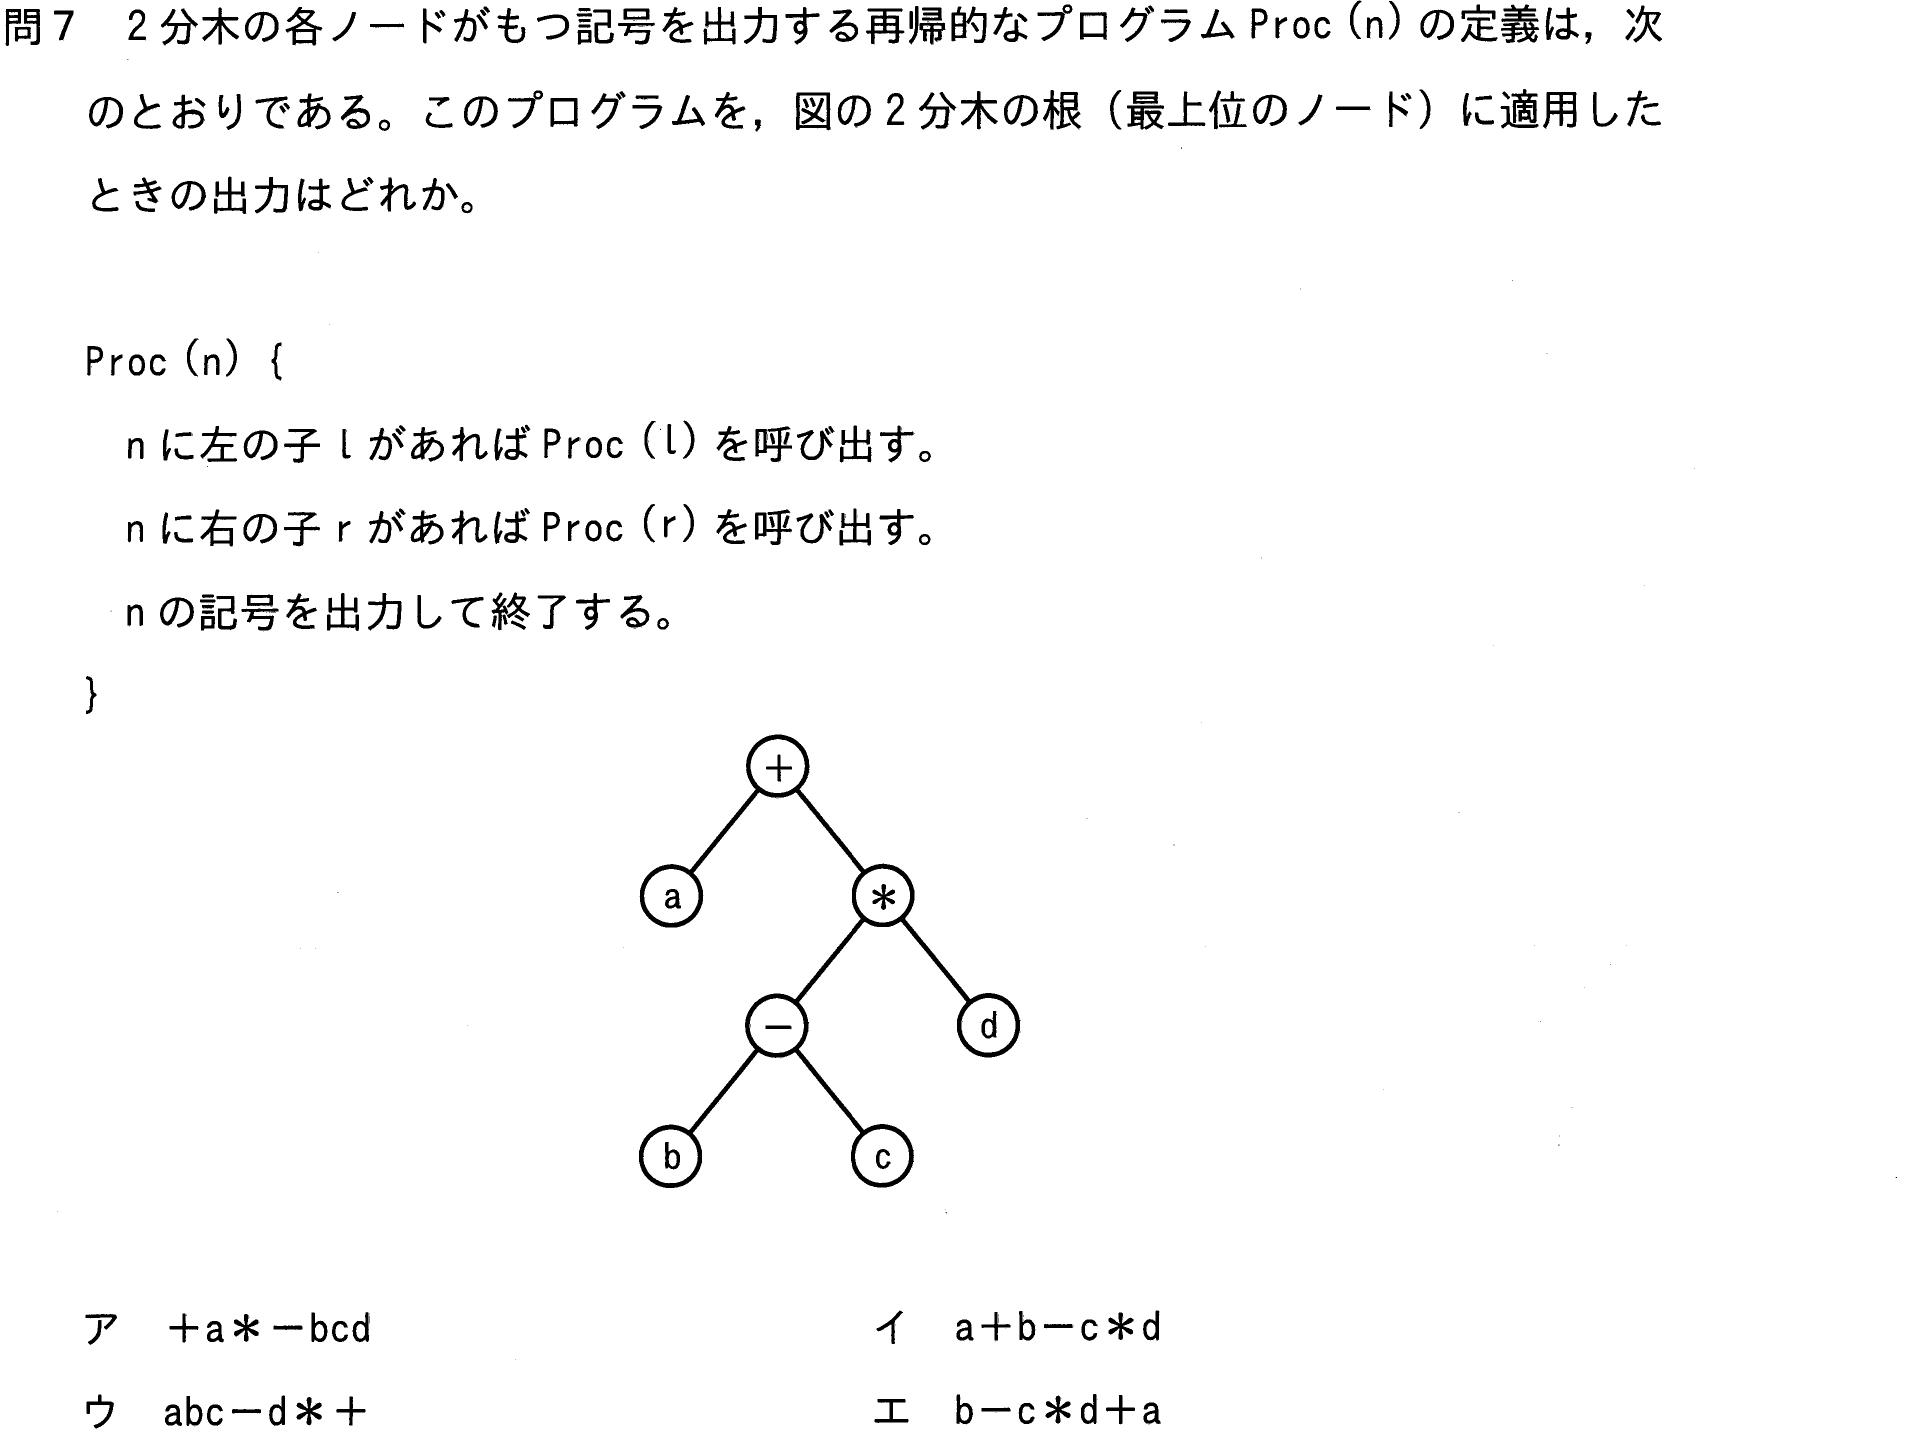 問7 2分木の各ノードがもつ記号を出力する再帰的なプログラム Proc(n) の定義は，次
のとおりである。このプログラムを，図の2分木の根（最上位のノード）に適用した
ときの出力はどれか。
Proc(n) {
n に左の子 l があれば Proc(l) を呼び出す。
n に右の子 r があれば Proc(r) を呼び出す。
n の記号を出力して終了する。
}
＋
a ＊
－ d
b c
ア ＋a＊－bcd イ a＋b－c＊d
ウ abc－d＊＋ エ b－c＊d＋a